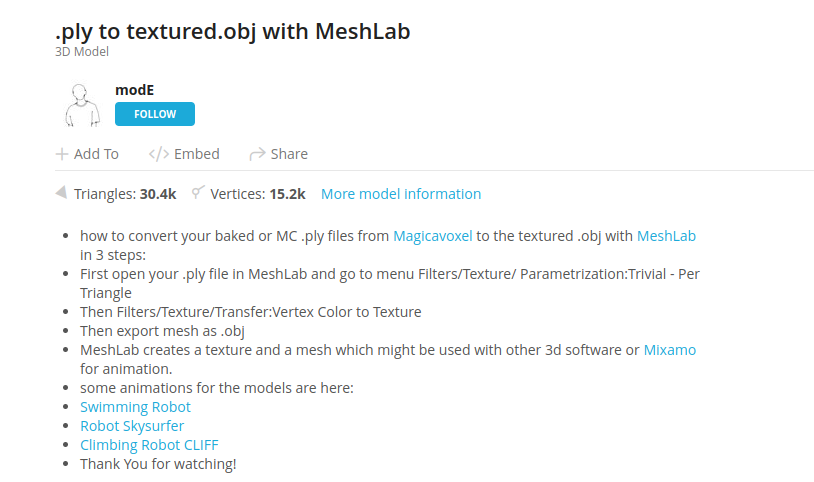 .ply to textured.obj with MeshLab
3D Model
modE
FOLLOW
Add To Embed Share
Triangles: 30.4k Vertices: 15.2k More model information
how to convert your baked or MC .ply files from Magicavoxel to the textured .obj with MeshLab
in 3 steps:
First open your .ply file in MeshLab and go to menu Filters/Texture/ Parametrization:Trivial - Per
Triangle
Then Filters/Texture/Transfer:Vertex Color to Texture
Then export mesh as .obj
MeshLab creates a texture and a mesh which might be used with other 3d software or Mixamo
for animation.
some animations for the models are here:
Swimming Robot
Robot Skysurfer
Climbing Robot CLIFF
Thank You for watching!